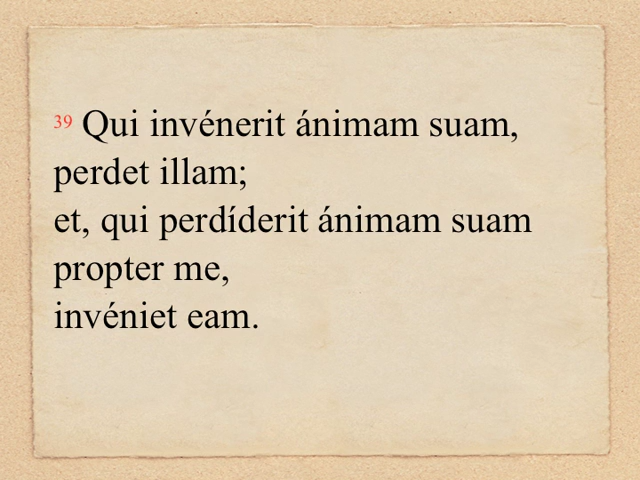 39 Qui invénerit ánimam suam,
perdet illam;
et, qui perdíderit ánimam suam
propter me,
invéniet eam.